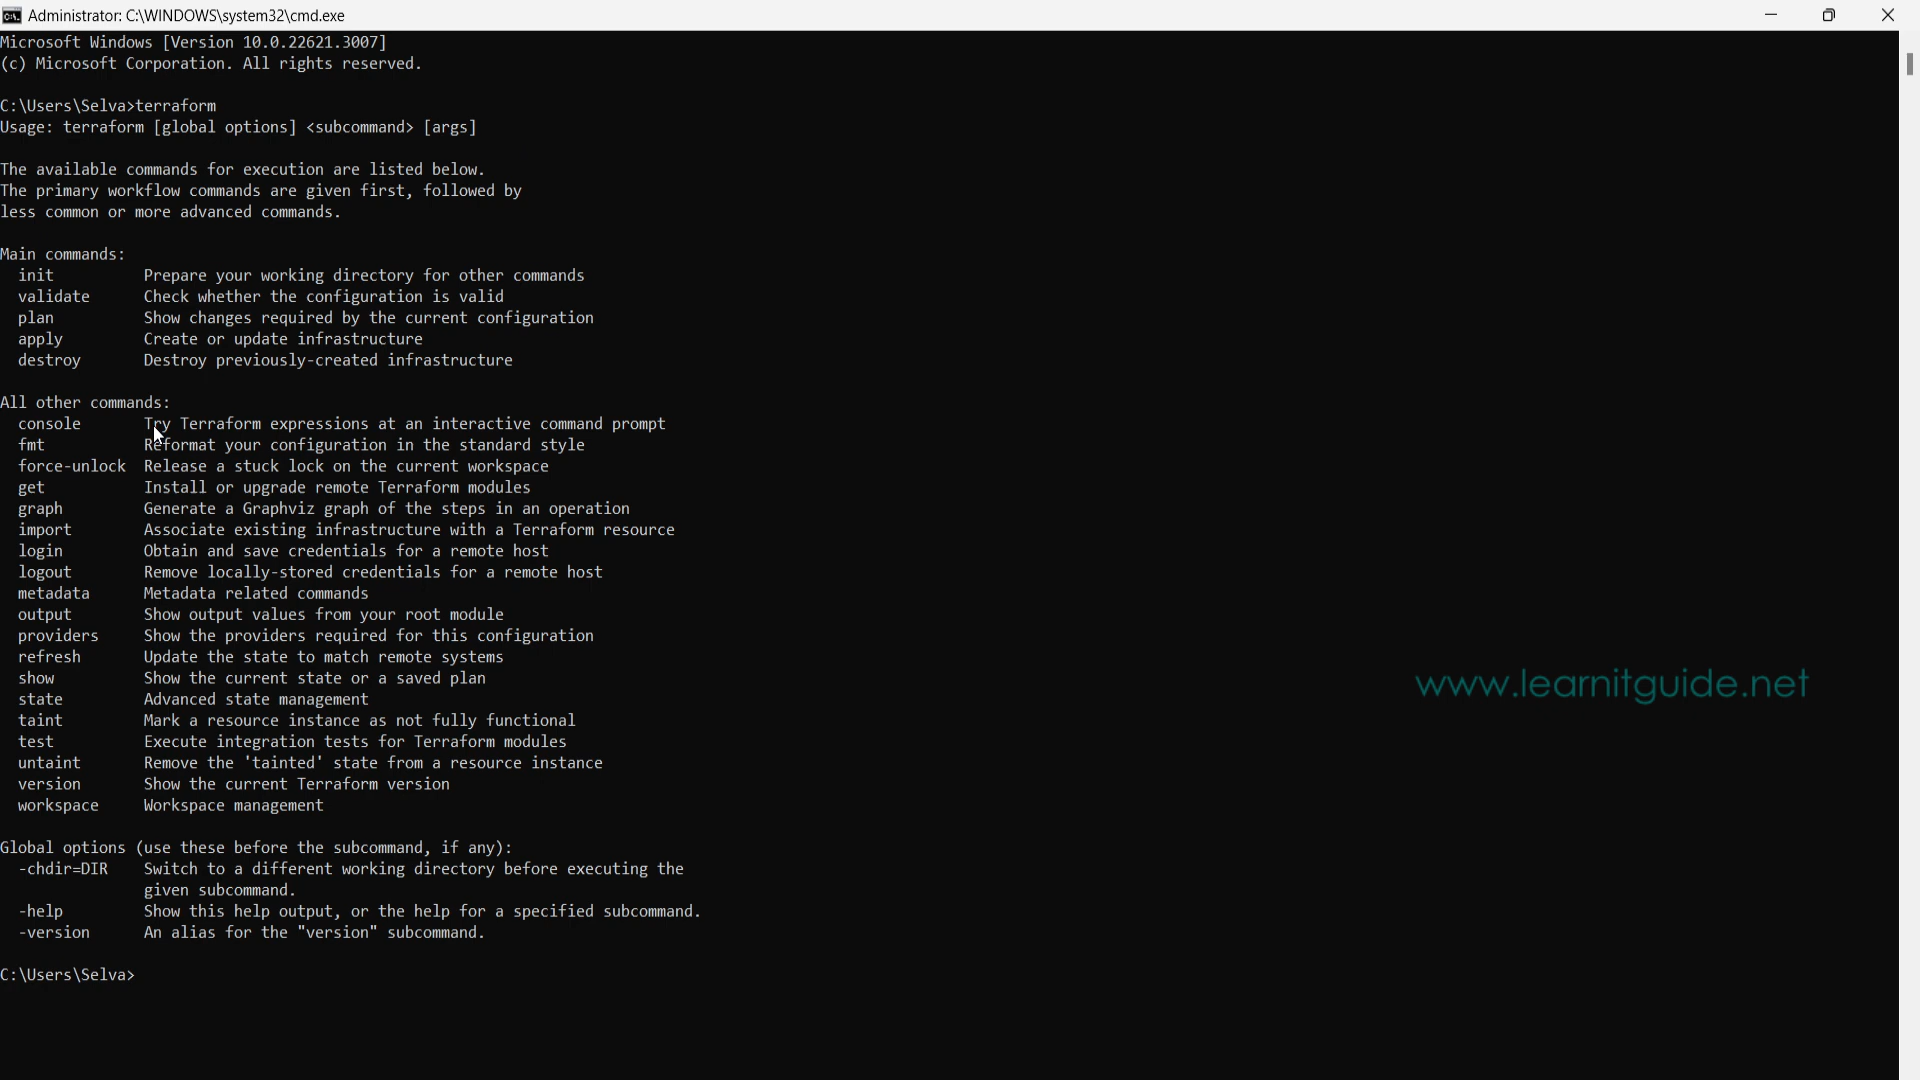 Administrator: C:\WINDOWS\system32\cmd.exe
Microsoft Windows [Version 10.0.22621.3007]
(c) Microsoft Corporation. All rights reserved.
C:\Users\Selva>terraform
Usage: terraform [global options] <subcommand> [args]
The available commands for execution are listed below.
The primary workflow commands are given first, followed by
less common or more advanced commands.
Main commands:
  init          Prepare your working directory for other commands
  validate      Check whether the configuration is valid
  plan          Show changes required by the current configuration
  apply         Create or update infrastructure
  destroy       Destroy previously-created infrastructure
All other commands:
  console       Try Terraform expressions at an interactive command prompt
  fmt           Reformat your configuration in the standard style
  force-unlock  Release a stuck lock on the current workspace
  get           Install or upgrade remote Terraform modules
  graph         Generate a Graphviz graph of the steps in an operation
  import        Associate existing infrastructure with a Terraform resource
  login         Obtain and save credentials for a remote host
  logout        Remove locally-stored credentials for a remote host
  metadata      Metadata related commands
  output        Show output values from your root module
  providers     Show the providers required for this configuration
  refresh       Update the state to match remote systems
  show          Show the current state or a saved plan
  state         Advanced state management
  taint         Mark a resource instance as not fully functional
  test          Execute integration tests for Terraform modules
  untaint       Remove the 'tainted' state from a resource instance
  version       Show the current Terraform version
  workspace     Workspace management
Global options (use these before the subcommand, if any):
  -chdir=DIR    Switch to a different working directory before executing the
                given subcommand.
  -help         Show this help output, or the help for a specified subcommand.
  -version      An alias for the "version" subcommand.
C:\Users\Selva>
www.learnitguide.net